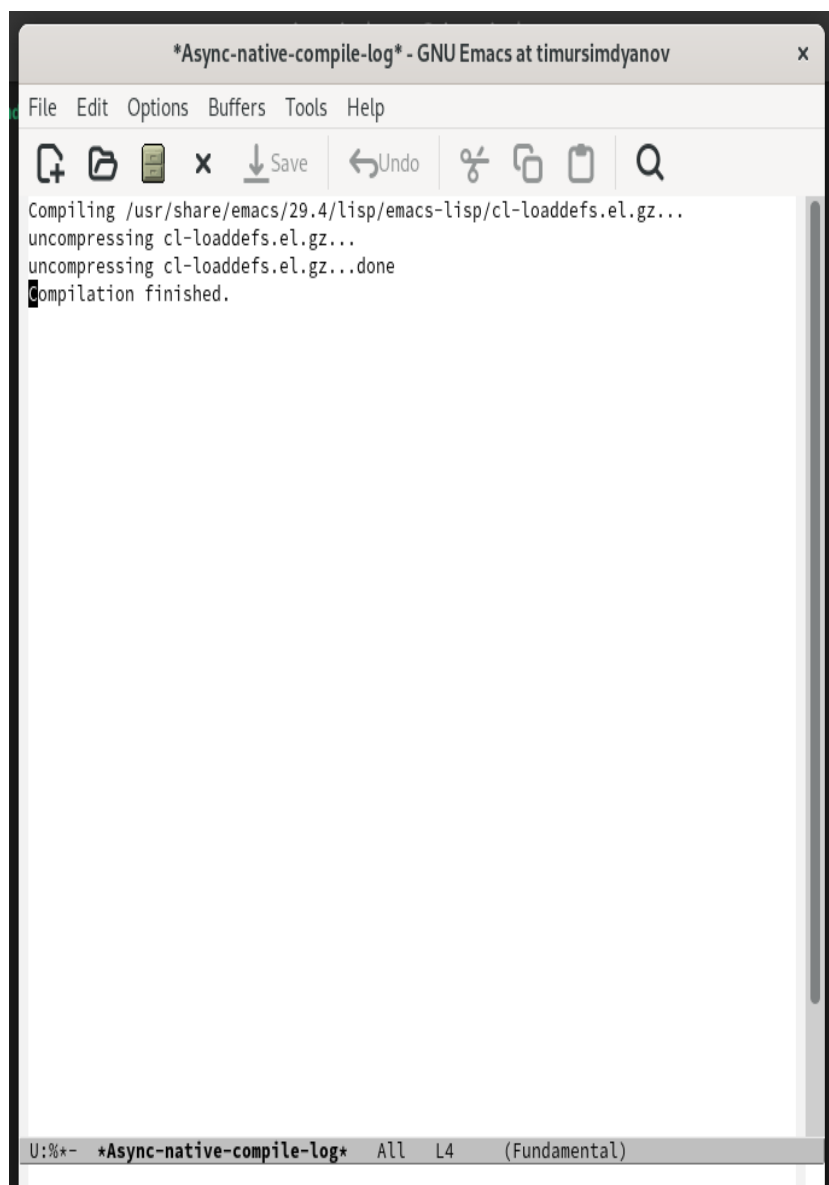 *Async-native-compile-log* - GNU Emacs at timursimdyanov ×
File Edit Options Buffers Tools Help
Save Undo
Compiling /usr/share/emacs/29.4/lisp/emacs-lisp/cl-loaddefs.el.gz...
uncompressing cl-loaddefs.el.gz...
uncompressing cl-loaddefs.el.gz...done
Compilation finished.
U:%*- *Async-native-compile-log* All L4 (Fundamental)